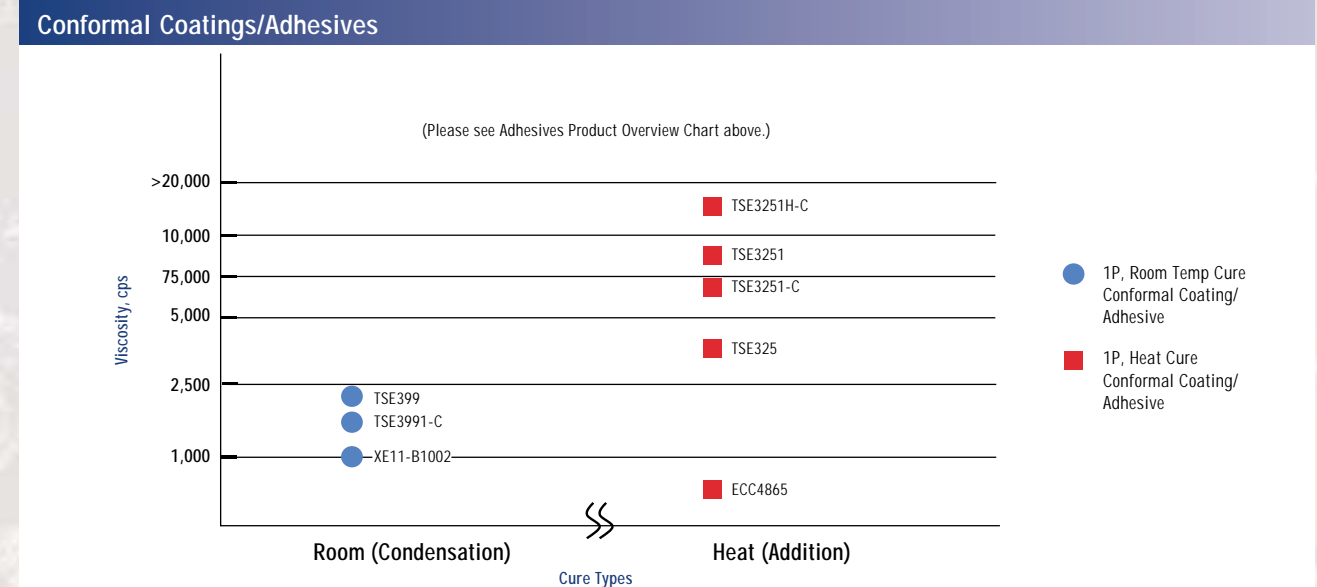 Conformal Coatings/Adhesives
(Please see Adhesives Product Overview Chart above.)
>20,000
TSE3251H-C
10,000
TSE3251
75,000
TSE3251-C
5,000
TSE325
2,500
TSE399
TSE3991-C
1,000
XE11-B1002
ECC4865
Viscosity, cps
1P, Room Temp Cure
Conformal Coating/
Adhesive
1P, Heat Cure
Conformal Coating/
Adhesive
Room (Condensation)
Heat (Addition)
Cure Types